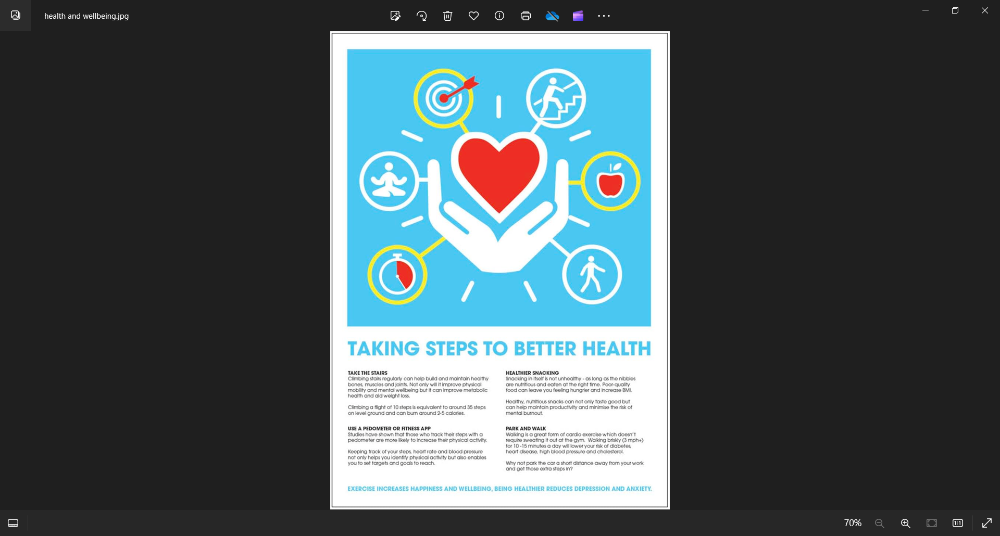 health and wellbeing.jpg
TAKING STEPS TO BETTER HEALTH
TAKE THE STAIRS
Climbing stairs regularly can help build and maintain healthy
bones, muscles and joints. Not only will it improve physical
mobility and mental wellbeing but it can improve metabolic
health and aid weight loss.
Climbing a flight of 10 steps is equivalent to around 35 steps
on level ground and can burn around 2-5 calories.
USE A PEDOMETER OR FITNESS APP
Studies have shown that those who track their steps with a
pedometer are more likely to increase their physical activity.
Keeping track of your steps, heart rate and blood pressure
not only helps you identify physical activity but also enables
you to set targets and goals to reach.
HEALTHIER SNACKING
Snacking in itself is not unhealthy - as long as the nibbles
are nutritious and eaten at the right time. Poor-quality
food can leave you feeling hungrier and increase BMI.
Healthy, nutritious snacks can not only taste good but
can help maintain productivity and minimise the risk of
mental burnout.
PARK AND WALK
Walking is a great form of cardio exercise which doesn't
require sweating it out at the gym. Walking briskly (3 mph+)
for 10 -15 minutes a day will lower your risk of diabetes,
heart disease, high blood pressure and cholesterol.
Why not park the car a short distance away from your work
and get those extra steps in?
EXERCISE INCREASES HAPPINESS AND WELLBEING, BEING HEALTHIER REDUCES DEPRESSION AND ANXIETY.
70%
1:1